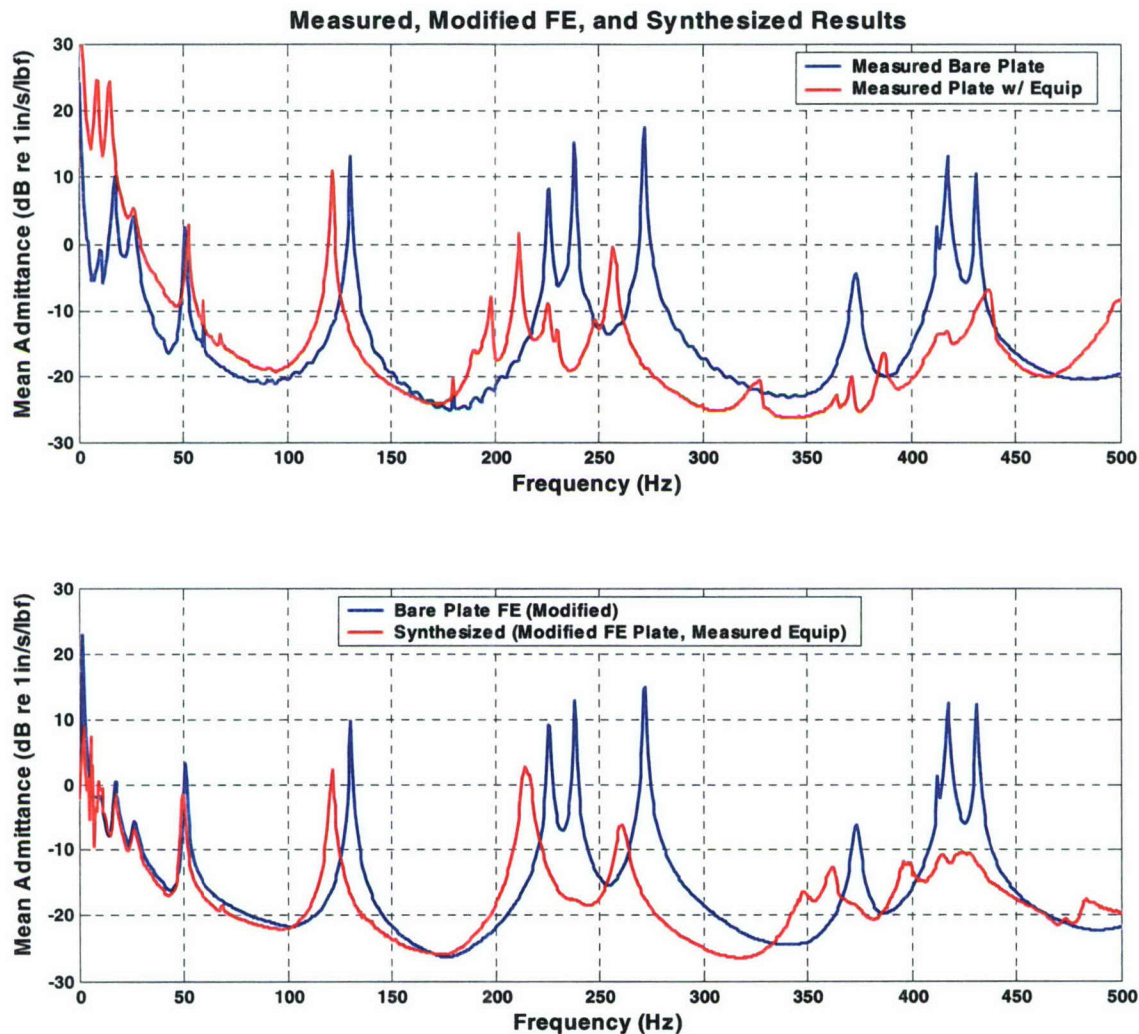 Measured, Modified FE, and Synthesized Results
Mean Admittance (dB re 1in/s/lbf)
30
20
10
0
-10
-20
-30
Measured Bare Plate
Measured Plate w/ Equip
0 50 100 150 200 250 300 350 400 450 500
Frequency (Hz)
Mean Admittance (dB re 1in/s/lbf)
30
20
10
0
-10
-20
-30
Bare Plate FE (Modified)
Synthesized (Modified FE Plate, Measured Equip)
0 50 100 150 200 250 300 350 400 450 500
Frequency (Hz)